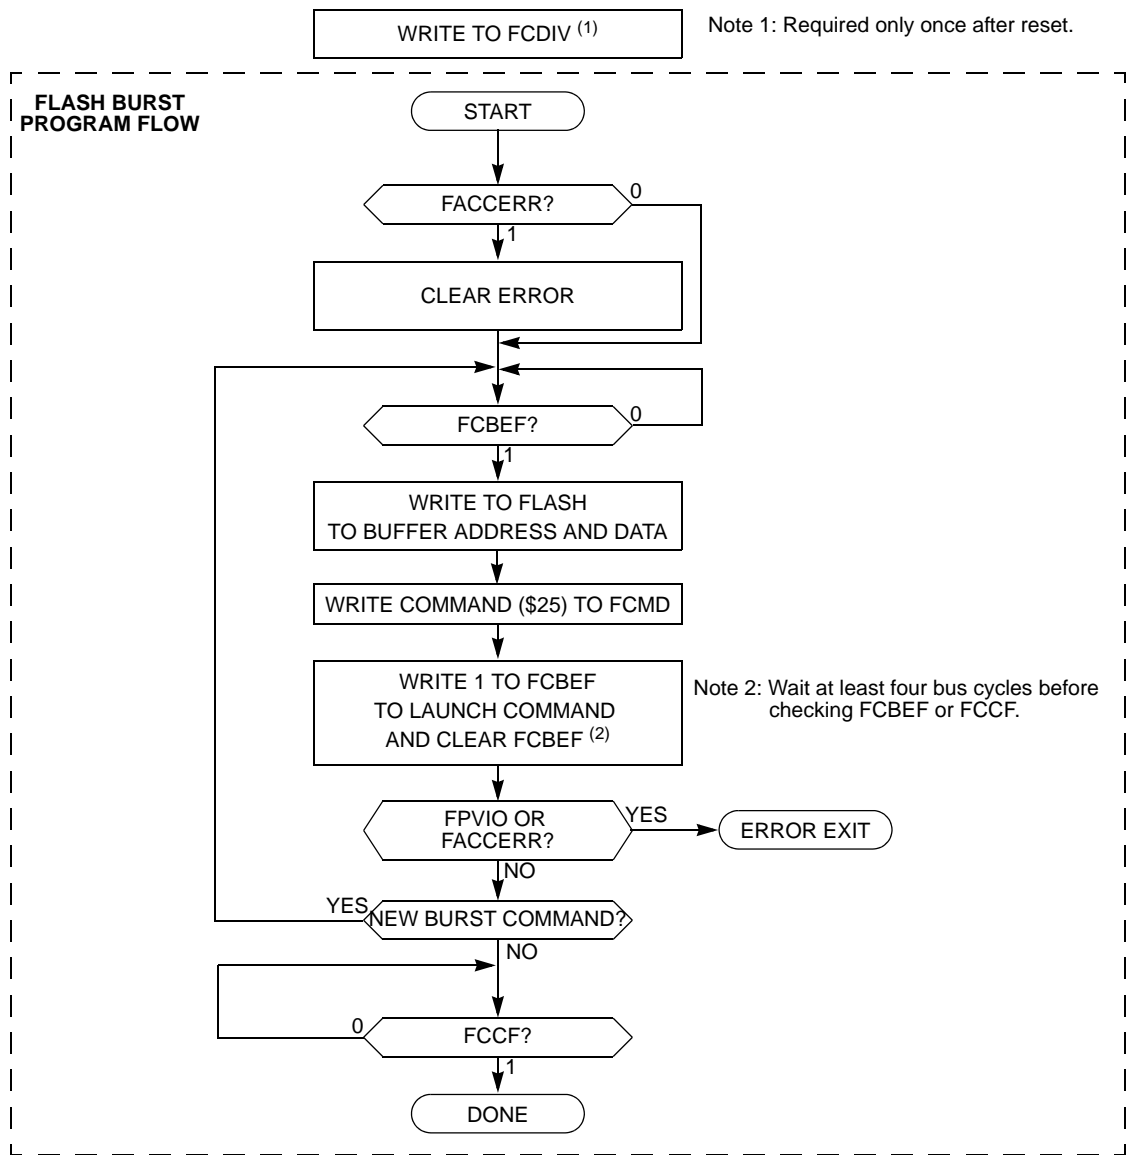 WRITE TO FCDIV (1)
Note 1: Required only once after reset.
FLASH BURST
PROGRAM FLOW
START
FACCERR?
0
1
CLEAR ERROR
FCBEF?
0
1
WRITE TO FLASH
TO BUFFER ADDRESS AND DATA
WRITE COMMAND ($25) TO FCMD
WRITE 1 TO FCBEF
TO LAUNCH COMMAND
AND CLEAR FCBEF (2)
Note 2: Wait at least four bus cycles before
checking FCBEF or FCCF.
FPVIO OR
FACCERR?
YES
ERROR EXIT
NO
YES
NEW BURST COMMAND?
NO
0
FCCF?
1
DONE